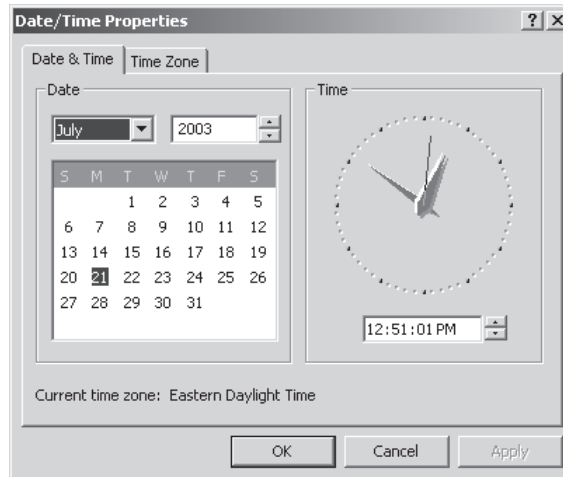 Date/Time Properties
Date & Time
Time Zone
Date
July
2003
S M T W T F S
1 2 3 4 5
6 7 8 9 10 11 12
13 14 15 16 17 18 19
20 21 22 23 24 25 26
27 28 29 30 31
Time
12:51:01 PM
Current time zone: Eastern Daylight Time
OK
Cancel
Apply